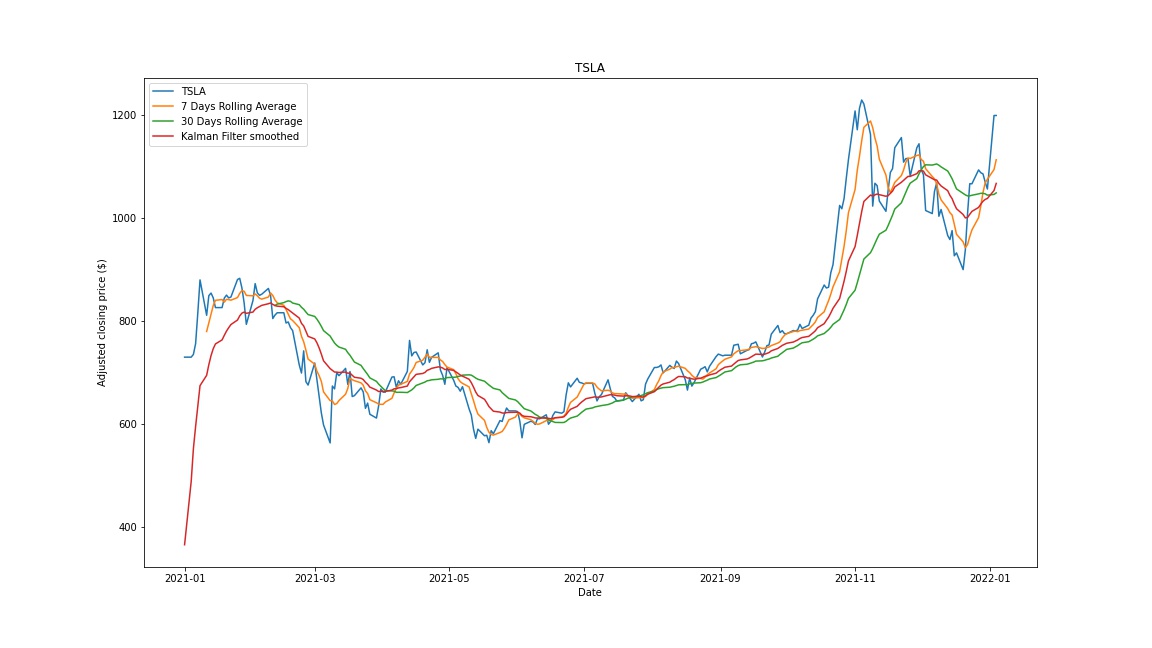 TSLA
TSLA
7 Days Rolling Average
30 Days Rolling Average
Kalman Filter smoothed
Adjusted closing price ($)
1200
1000
800
600
400
2021-01 2021-03 2021-05 2021-07 2021-09 2021-11 2022-01
Date